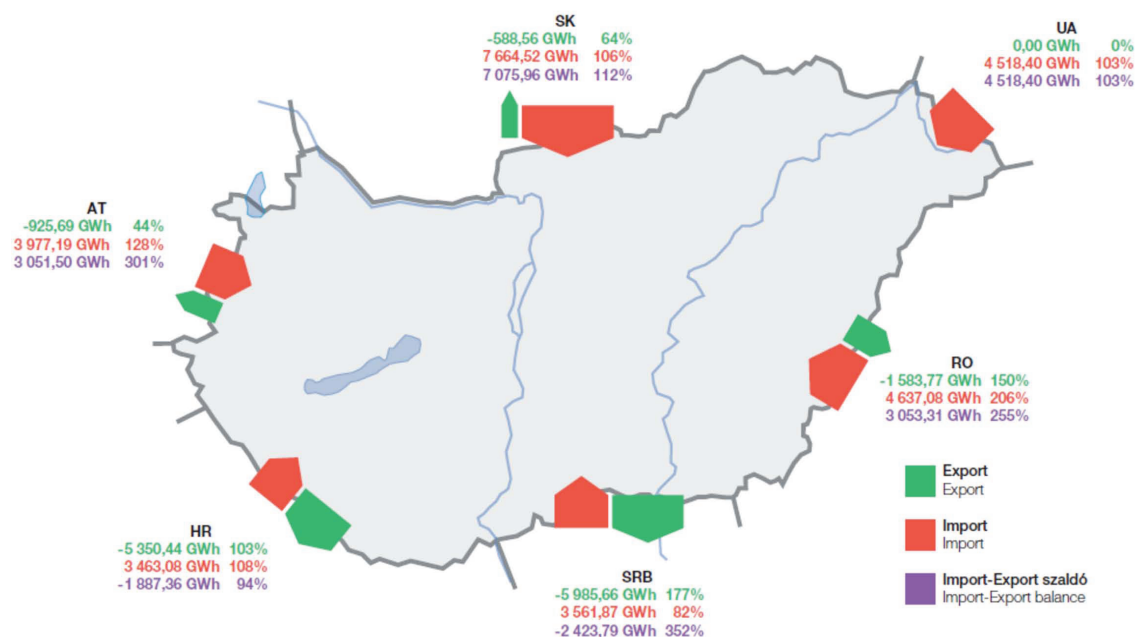 SK
-588,56 GWh 64%
7 664,52 GWh 106%
7 075,96 GWh 112%
UA
0,00 GWh 0%
4 518,40 GWh 103%
4 518,40 GWh 103%
AT
-925,69 GWh 44%
3 977,19 GWh 128%
3 051,50 GWh 301%
RO
-1 583,77 GWh 150%
4 637,08 GWh 206%
3 053,31 GWh 255%
HR
-5 350,44 GWh 103%
3 463,08 GWh 108%
-1 887,36 GWh 94%
SRB
-5 985,66 GWh 177%
3 561,87 GWh 82%
-2 423,79 GWh 352%
Export
Export
Import
Import
Import-Export szaldó
Import-Export balance